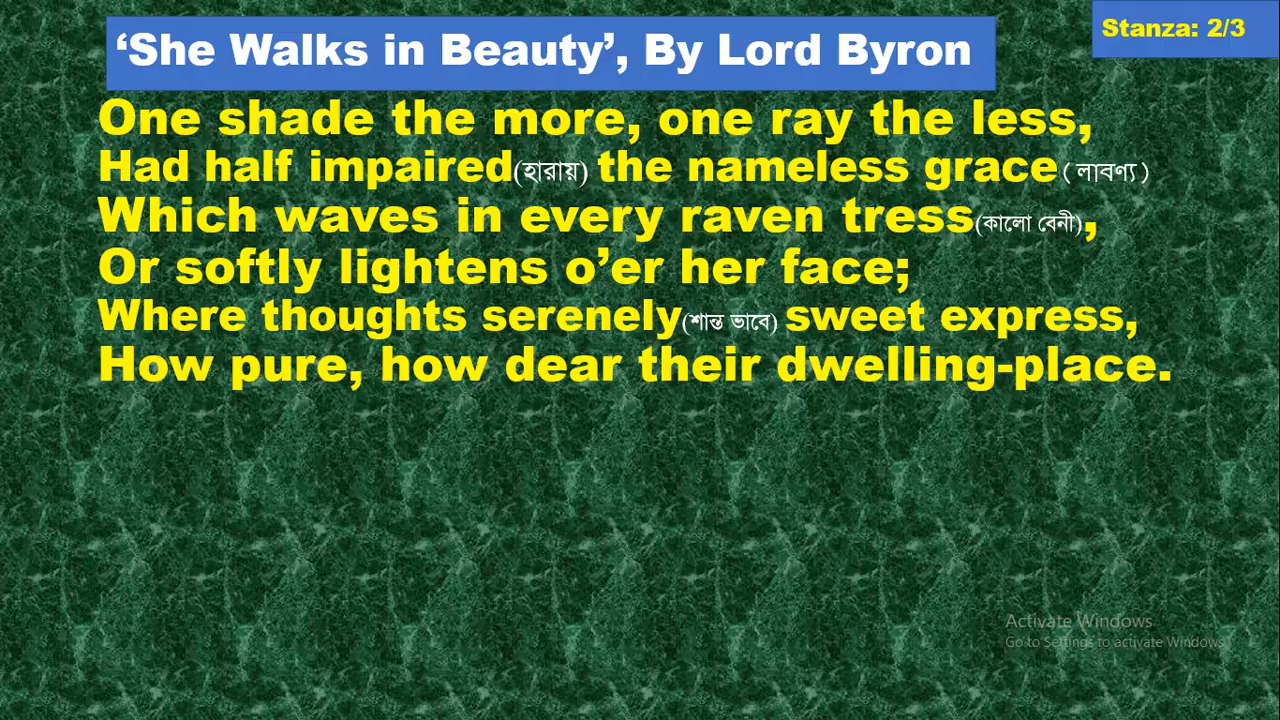 ‘She Walks in Beauty’, By Lord Byron
Stanza: 2/3
One shade the more, one ray the less,
Had half impaired(হারায়) the nameless grace(লাবণ্য)
Which waves in every raven tress(কালো বেনী),
Or softly lightens o’er her face;
Where thoughts serenely(শান্ত ভাবে) sweet express,
How pure, how dear their dwelling-place.
Activate Windows
Go to Settings to activate Windows.